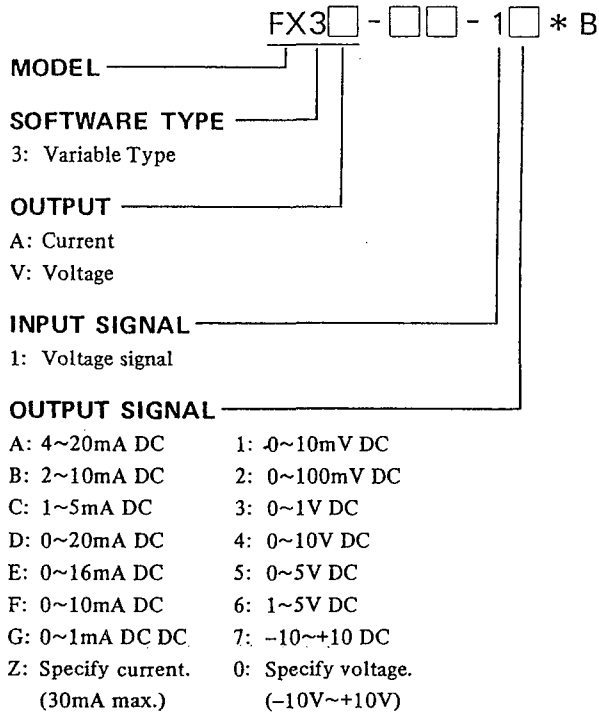 FX3□-□□-1□*B
MODEL
SOFTWARE TYPE
3: Variable Type
OUTPUT
A: Current
V: Voltage
INPUT SIGNAL
1: Voltage signal
OUTPUT SIGNAL
A: 4~20mA DC 1: 0~10mV DC
B: 2~10mA DC 2: 0~100mV DC
C: 1~5mA DC 3: 0~1V DC
D: 0~20mA DC 4: 0~10V DC
E: 0~16mA DC 5: 0~5V DC
F: 0~10mA DC 6: 1~5V DC
G: 0~1mA DC DC 7: -10~+10 DC
Z: Specify current. 0: Specify voltage.
(30mA max.) (-10V~+10V)